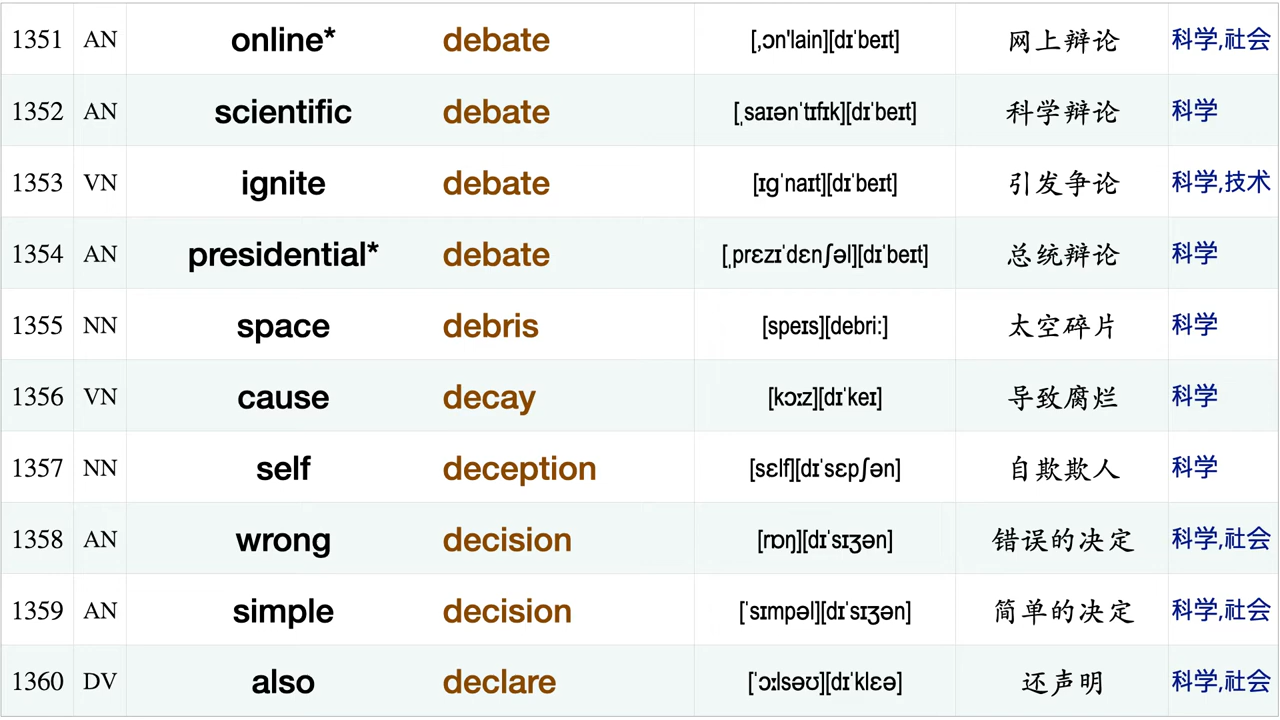 1351 AN online* debate [,ɔn'lain][dɪˈbeɪt] 网上辩论 科学,社会
1352 AN scientific debate [ˌsaɪənˈtɪfɪk][dɪˈbeɪt] 科学辩论 科学
1353 VN ignite debate [ɪɡˈnaɪt][dɪˈbeɪt] 引发争论 科学,技术
1354 AN presidential* debate [ˌprɛzɪˈdɛnʃəl][dɪˈbeɪt] 总统辩论 科学
1355 NN space debris [speɪs][debri:] 太空碎片 科学
1356 VN cause decay [kɔːz][dɪˈkeɪ] 导致腐烂 科学
1357 NN self deception [sɛlf][dɪˈsɛpʃən] 自欺欺人 科学
1358 AN wrong decision [rɒŋ][dɪˈsɪʒən] 错误的决定 科学,社会
1359 AN simple decision [ˈsɪmpəl][dɪˈsɪʒən] 简单的决定 科学,社会
1360 DV also declare [ˈɔːlsəʊ][dɪˈklɛə] 还声明 科学,社会